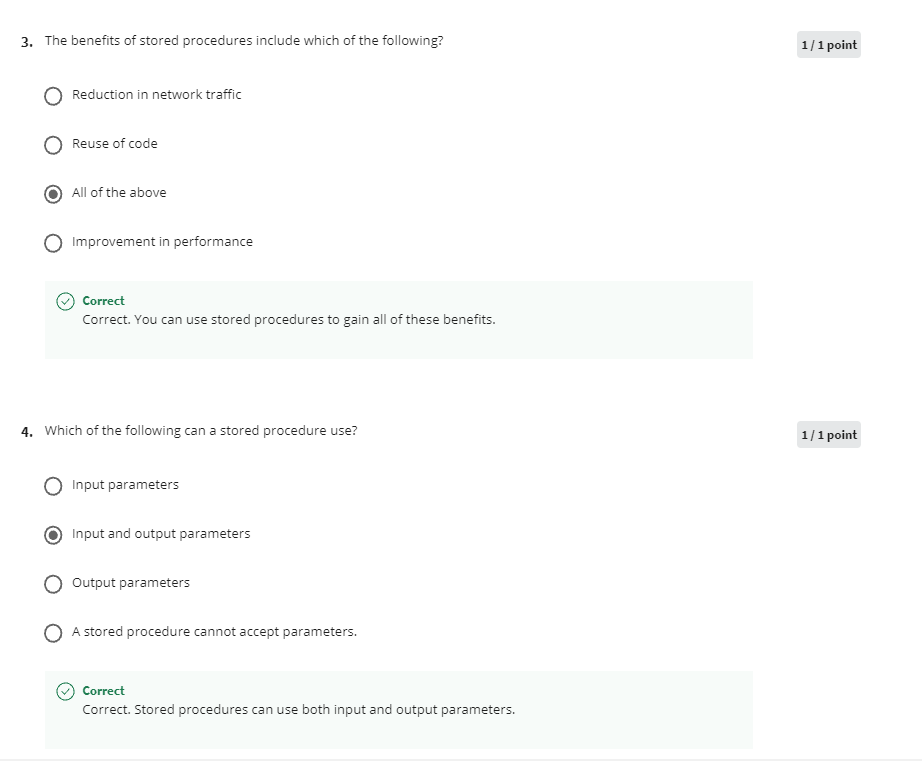 3. The benefits of stored procedures include which of the following?
1 / 1 point
Reduction in network traffic
Reuse of code
All of the above
Improvement in performance
Correct
Correct. You can use stored procedures to gain all of these benefits.
4. Which of the following can a stored procedure use?
1 / 1 point
Input parameters
Input and output parameters
Output parameters
A stored procedure cannot accept parameters.
Correct
Correct. Stored procedures can use both input and output parameters.